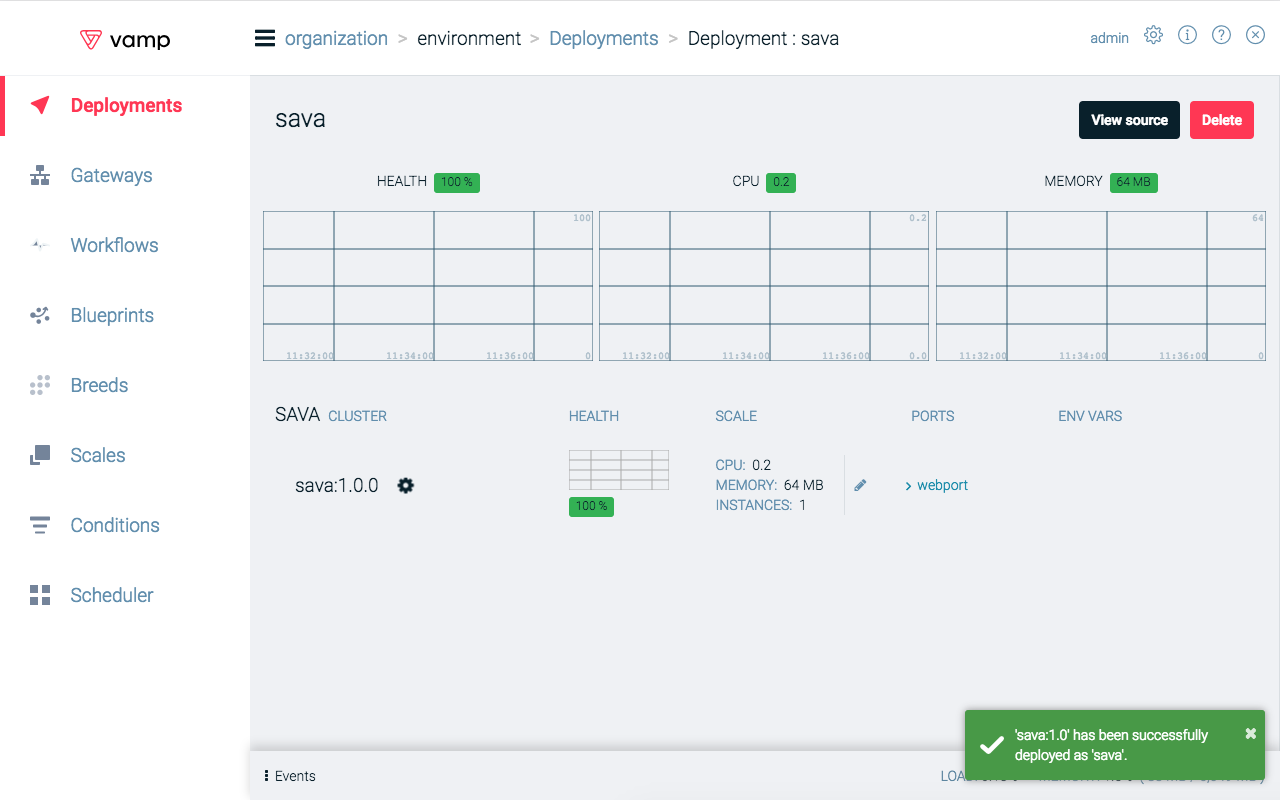 vamp
organization > environment > Deployments > Deployment : sava
admin
Deployments
Gateways
Workflows
Blueprints
Breeds
Scales
Conditions
Scheduler
sava
View source
Delete
HEALTH 100 %
CPU 0.2
MEMORY 64 MB
100
11:32:00 11:34:00 11:36:00 0
0.2
11:32:00 11:34:00 11:36:00 0.0
64
11:32:00 11:34:00 11:36:00 0
SAVA CLUSTER HEALTH SCALE PORTS ENV VARS
sava:1.0.0
100 %
CPU: 0.2
MEMORY: 64 MB
INSTANCES: 1
> webport
'sava:1.0' has been successfully
deployed as 'sava'.
Events